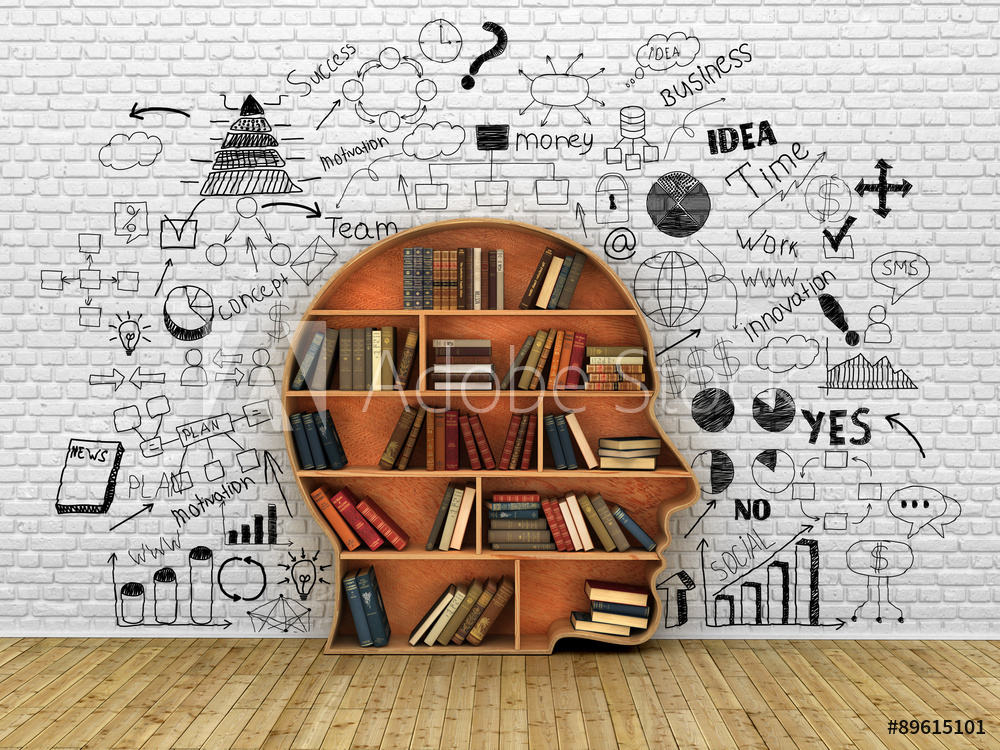 Success
IDEA
Business
motivation
money
IDEA
Time
Team
Work
WWW
SMS
concept
innovation
PLAN
YES
NEWS
PLAN
motivation
NO
WWW
SOCIAL
Adobe Stock
#89615101